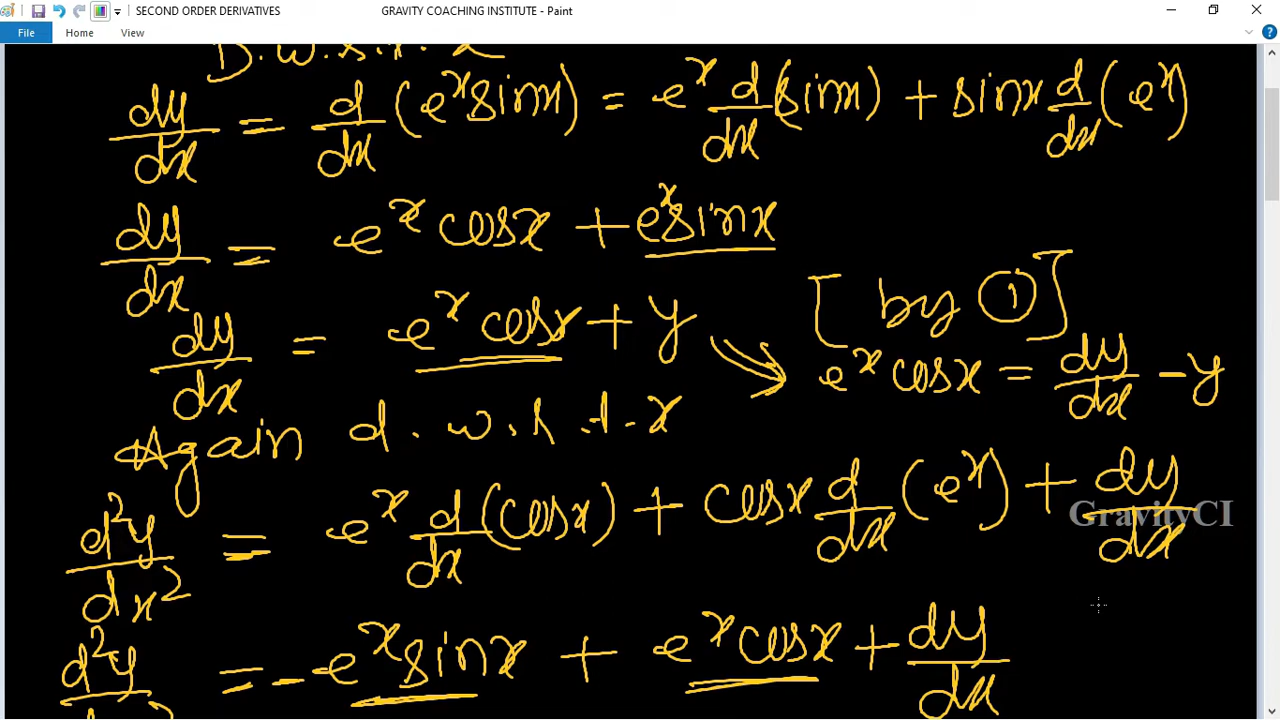 SECOND ORDER DERIVATIVES GRAVITY COACHING INSTITUTE - Paint
File Home View
D.w.r.t. x
dy/dx = d/dx (e^x sinx) = e^x d/dx (sinx) + sinx d/dx (e^x)
dy/dx = e^x cosx + e^x sinx
dy/dx = e^x cosx + y [by ①]
e^x cosx = dy/dx - y
Again d.w.r.t.x
d²y/dx² = e^x d/dx (cosx) + cosx d/dx (e^x) + dy/dx
GravityCI
d²y/dx² = -e^x sinx + e^x cosx + dy/dx